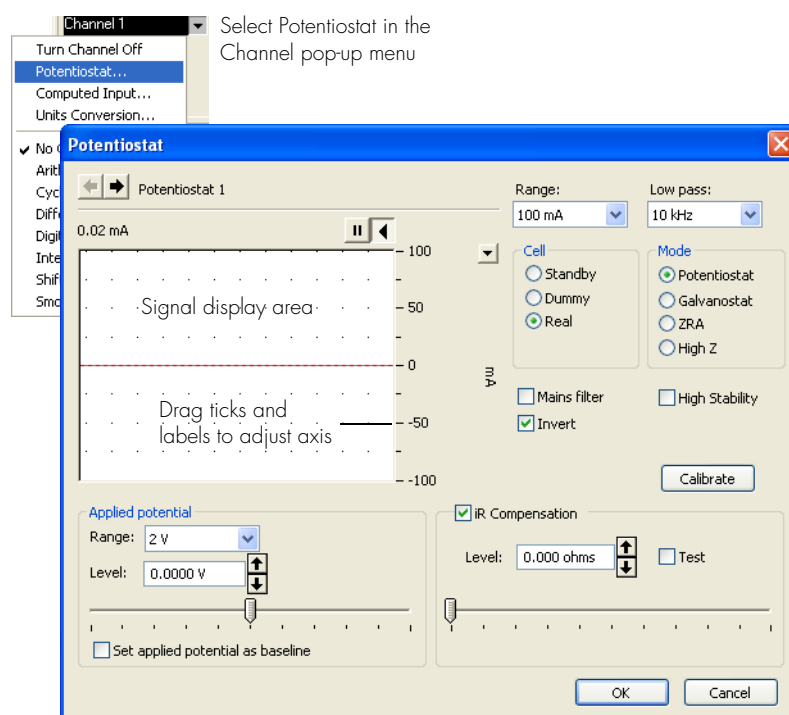 Channel 1
Select Potentiostat in the
Channel pop-up menu
Turn Channel Off
Potentiostat...
Computed Input...
Units Conversion...
No
Potentiostat
Potentiostat 1
0.02 mA
Range:
100 mA
Low pass:
10 kHz
100
50
0
-50
-100
mA
Signal display area
Drag ticks and
labels to adjust axis
Cell
Standby
Dummy
Real
Mode
Potentiostat
Galvanostat
ZRA
High Z
Mains filter
High Stability
Invert
Calibrate
Applied potential
Range: 2 V
Level: 0.0000 V
Set applied potential as baseline
iR Compensation
Level: 0.000 ohms
Test
OK
Cancel